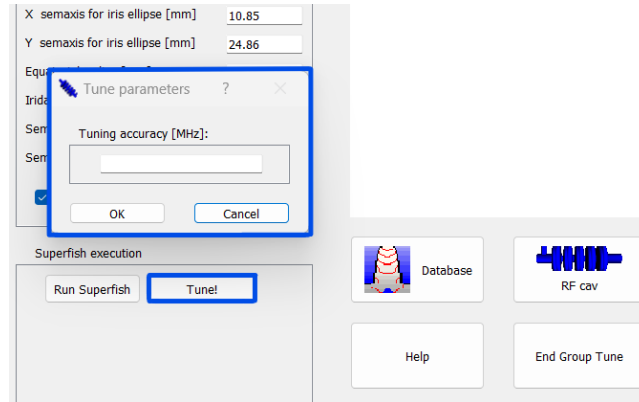 X semaxis for iris ellipse [mm] 10.85
Y semaxis for iris ellipse [mm] 24.86
Tune parameters ?
Tuning accuracy [MHz]:
OK Cancel
Superfish execution
Run Superfish Tune!
Database
RF cav
Help
End Group Tune